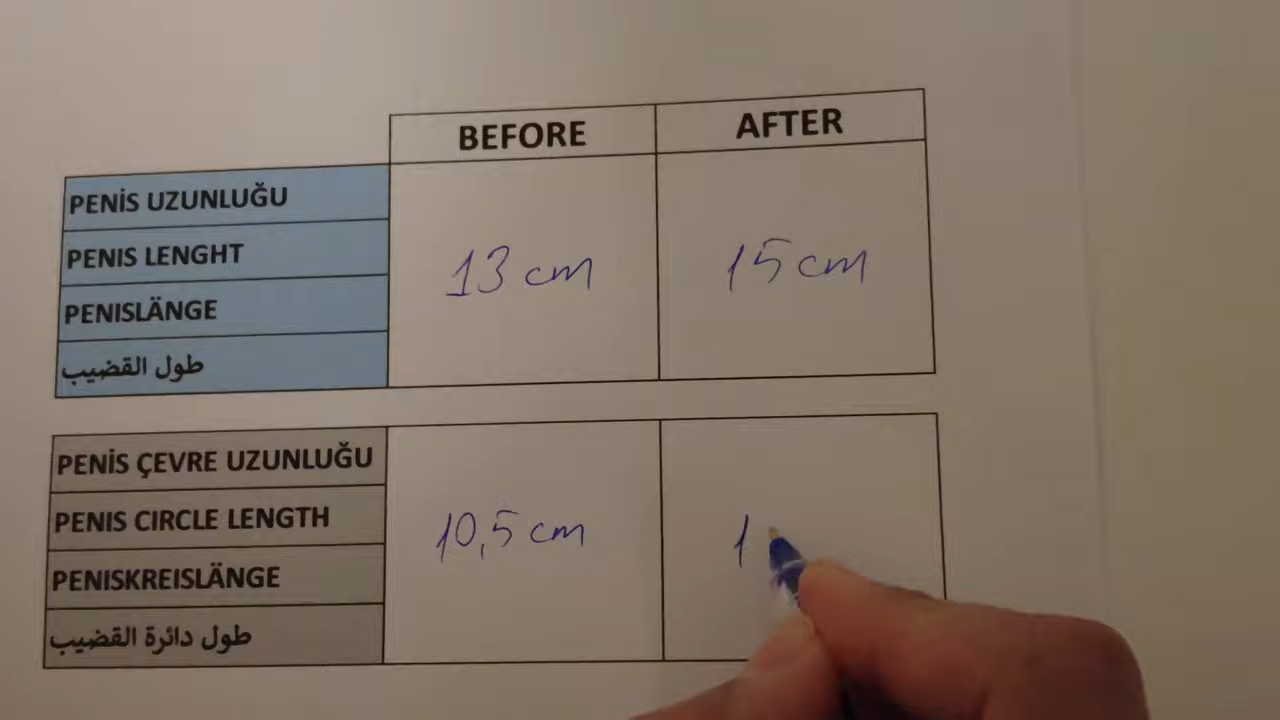 BEFORE AFTER
PENİS UZUNLUĞU
PENIS LENGHT
PENISLÄNGE
طول القضيب
13 cm 15 cm
PENİS ÇEVRE UZUNLUĞU
PENIS CIRCLE LENGTH
PENISKREISLÄNGE
طول دائرة القضيب
10,5 cm 1